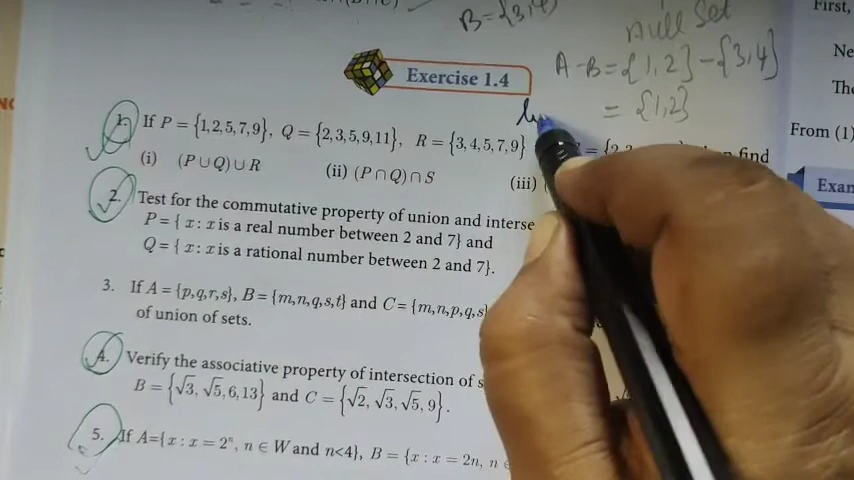 B = {3,4}
null Set
First,
A - B = {1,2} - {3,4}
Ne
= {1,2}
The
Exercise 1.4
From (1)
1. If P = {1,2,5,7,9}, Q = {2,3,5,9,11}, R = {3,4,5,7,9} find
(i) (P∪Q)∪R (ii) (P∩Q)∩S (iii)
Exam
2. Test for the commutative property of union and interse
P = { x : x is a real number between 2 and 7} and
Q = { x : x is a rational number between 2 and 7}.
3. If A = {p,q,r,s}, B = {m,n,q,s,t} and C = {m,n,p,q,s
of union of sets.
4. Verify the associative property of intersection of s
B = {√3, √5, 6, 13} and C = {√2, √3, √5, 9}.
5. If A={x : x = 2ⁿ, n ∈ W and n<4}, B = {x : x = 2n, n ∈